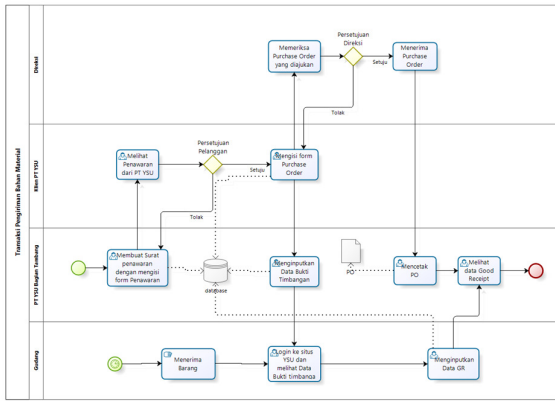 Transaksi Pengiriman Bahan Material
Direksi
Memeriksa
Purchase Order
yang diajukan
Persetujuan
Direksi
Setuju
Menerima
Purchase
Order
Tolak
Klien PT YSU
Melihat
Penawaran
dari PT YSU
Persetujuan
Pelanggan
Setuju
Mengisi form
Purchase
Order
Tolak
PT YSU Bagian Tambang
Membuat Surat
penawaran
dengan mengisi
form Penawaran
database
Menginputkan
Data Bukti
Timbangan
PO
Mencetak
PO
Melihat
data Good
Receipt
Gudang
Menerima
Barang
Login ke situs
YSU dan
melihat Data
Bukti timbanga
Menginputkan
Data GR